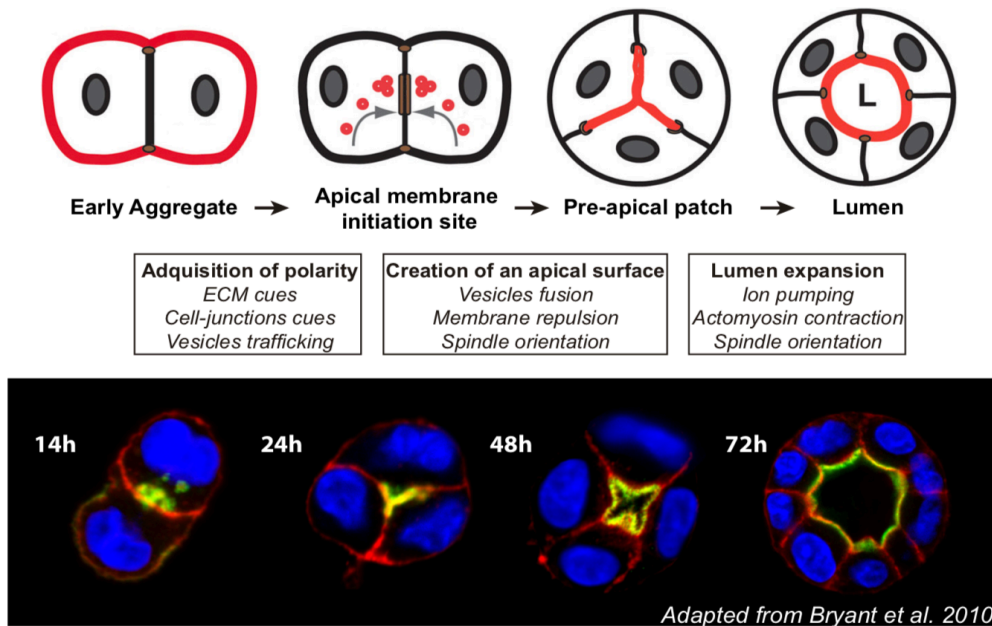 L
Early Aggregate → Apical membrane initiation site → Pre-apical patch → Lumen
Adquisition of polarity
ECM cues
Cell-junctions cues
Vesicles trafficking
Creation of an apical surface
Vesicles fusion
Membrane repulsion
Spindle orientation
Lumen expansion
Ion pumping
Actomyosin contraction
Spindle orientation
14h
24h
48h
72h
Adapted from Bryant et al. 2010